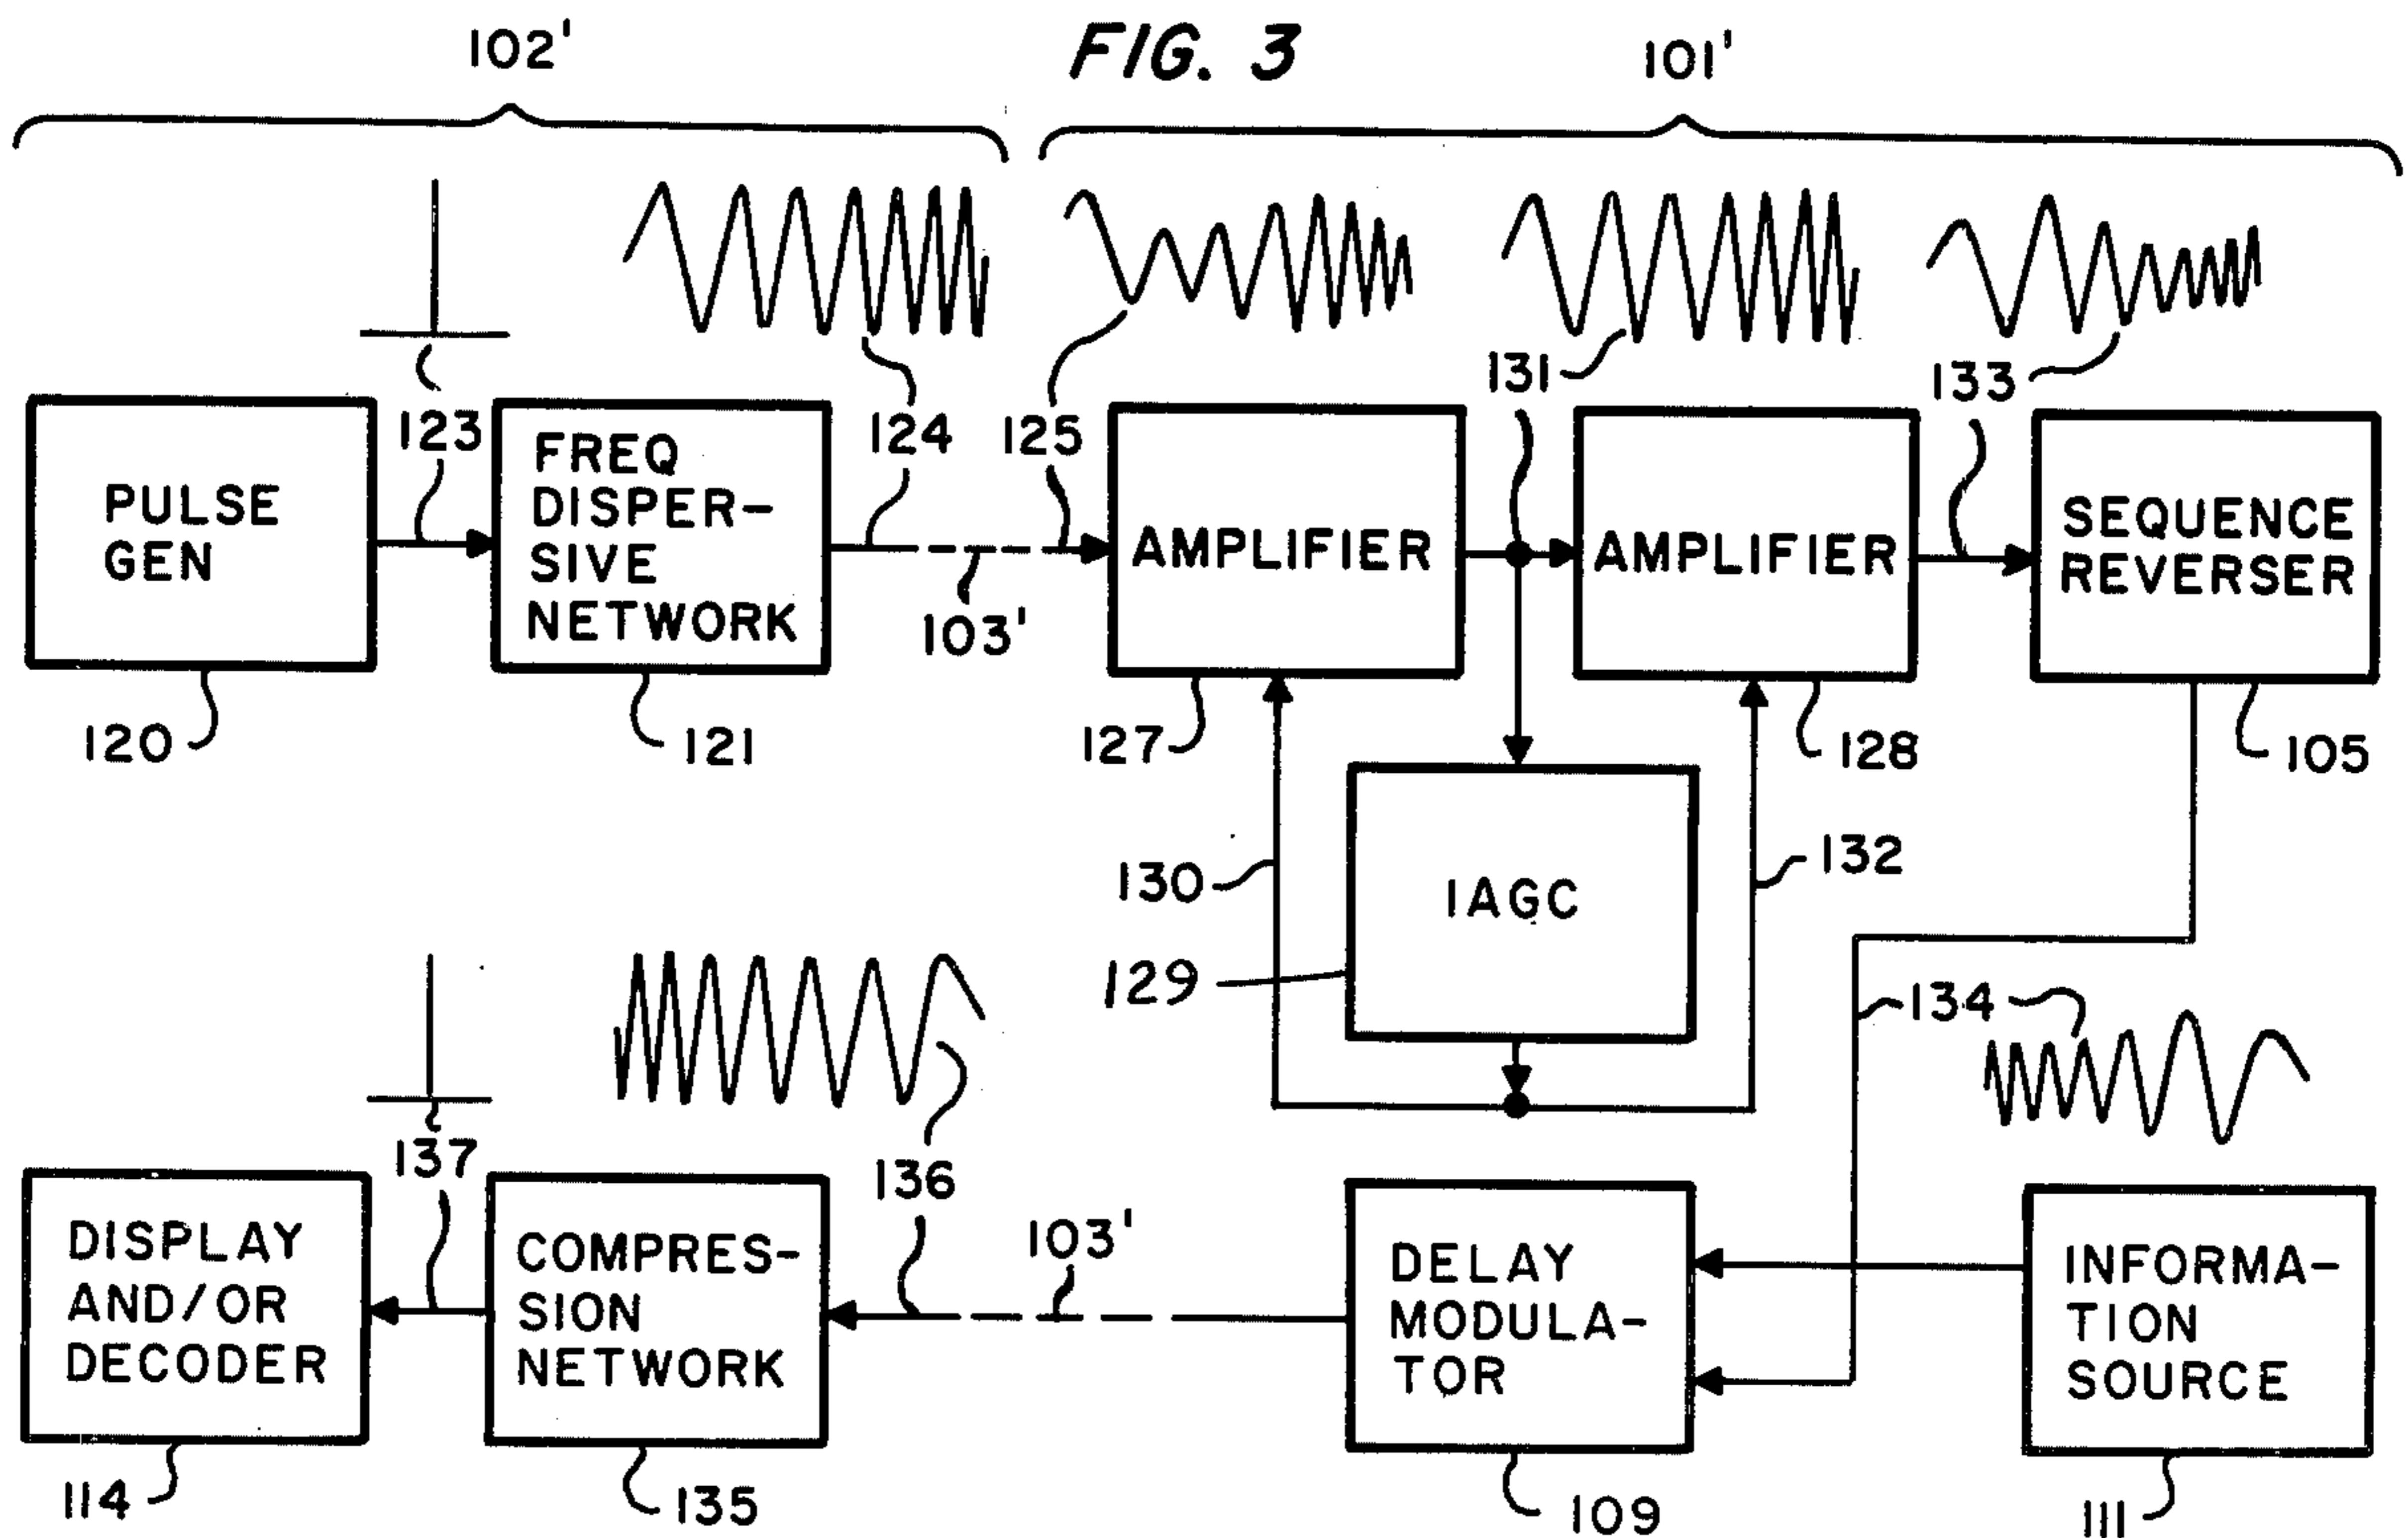 FIG. 3
102'
101'
123
124
125
131
133
PULSE
GEN
FREQ
DISPER-
SIVE
NETWORK
103'
AMPLIFIER
AMPLIFIER
SEQUENCE
REVERSER
120
121
127
128
105
130
IAGC
132
129
134
137
136
103'
DISPLAY
AND/OR
DECODER
COMPRES-
SION
NETWORK
DELAY
MODULA-
TOR
INFORMA-
TION
SOURCE
114
135
109
111